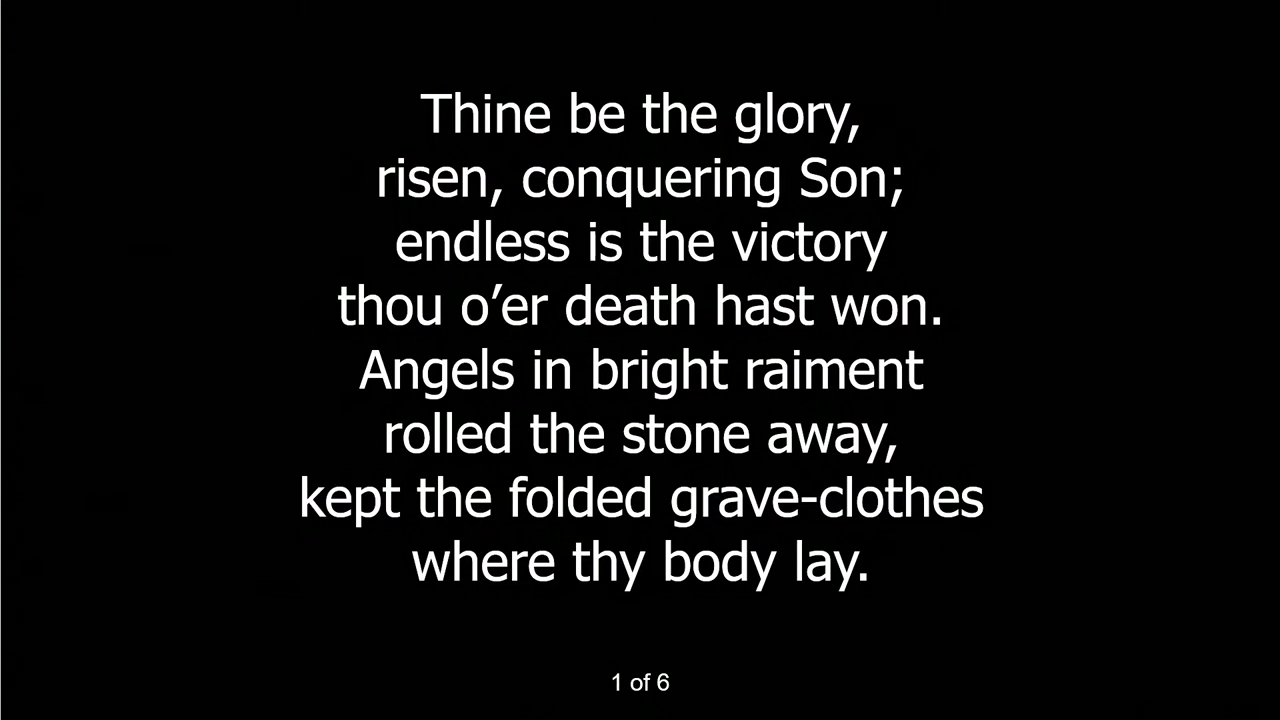 Thine be the glory,
risen, conquering Son;
endless is the victory
thou o’er death hast won.
Angels in bright raiment
rolled the stone away,
kept the folded grave-clothes
where thy body lay.
1 of 6